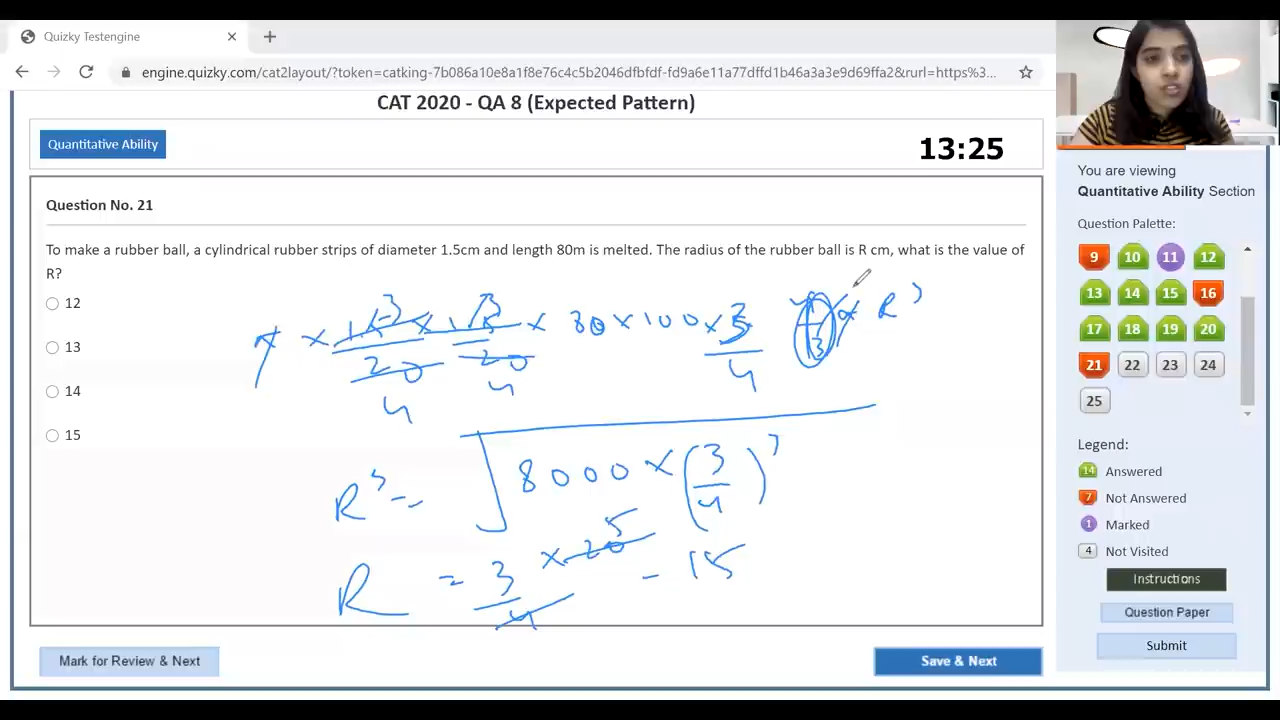 Quizky Testengine
engine.quizky.com/cat2layout/?token=catking-7b086a10e8a1f8e76c4c5b2046dfbfdf-fd9a6e11a77dffd1b46a3a3e9d69ffa2&rurl=https%3...
CAT 2020 - QA 8 (Expected Pattern)
Quantitative Ability
13:25
Question No. 21
To make a rubber ball, a cylindrical rubber strips of diameter 1.5cm and length 80m is melted. The radius of the rubber ball is R cm, what is the value of
R?
12
13
14
15
× 80 × 100 × 3/4 R³
R³ = √8000 × (3/4)³
R = 3/4 × 20 5 = 15
Mark for Review & Next
Save & Next
You are viewing
Quantitative Ability Section
Question Palette:
9 10 11 12
13 14 15 16
17 18 19 20
21 22 23 24
25
Legend:
14 Answered
7 Not Answered
1 Marked
4 Not Visited
Instructions
Question Paper
Submit